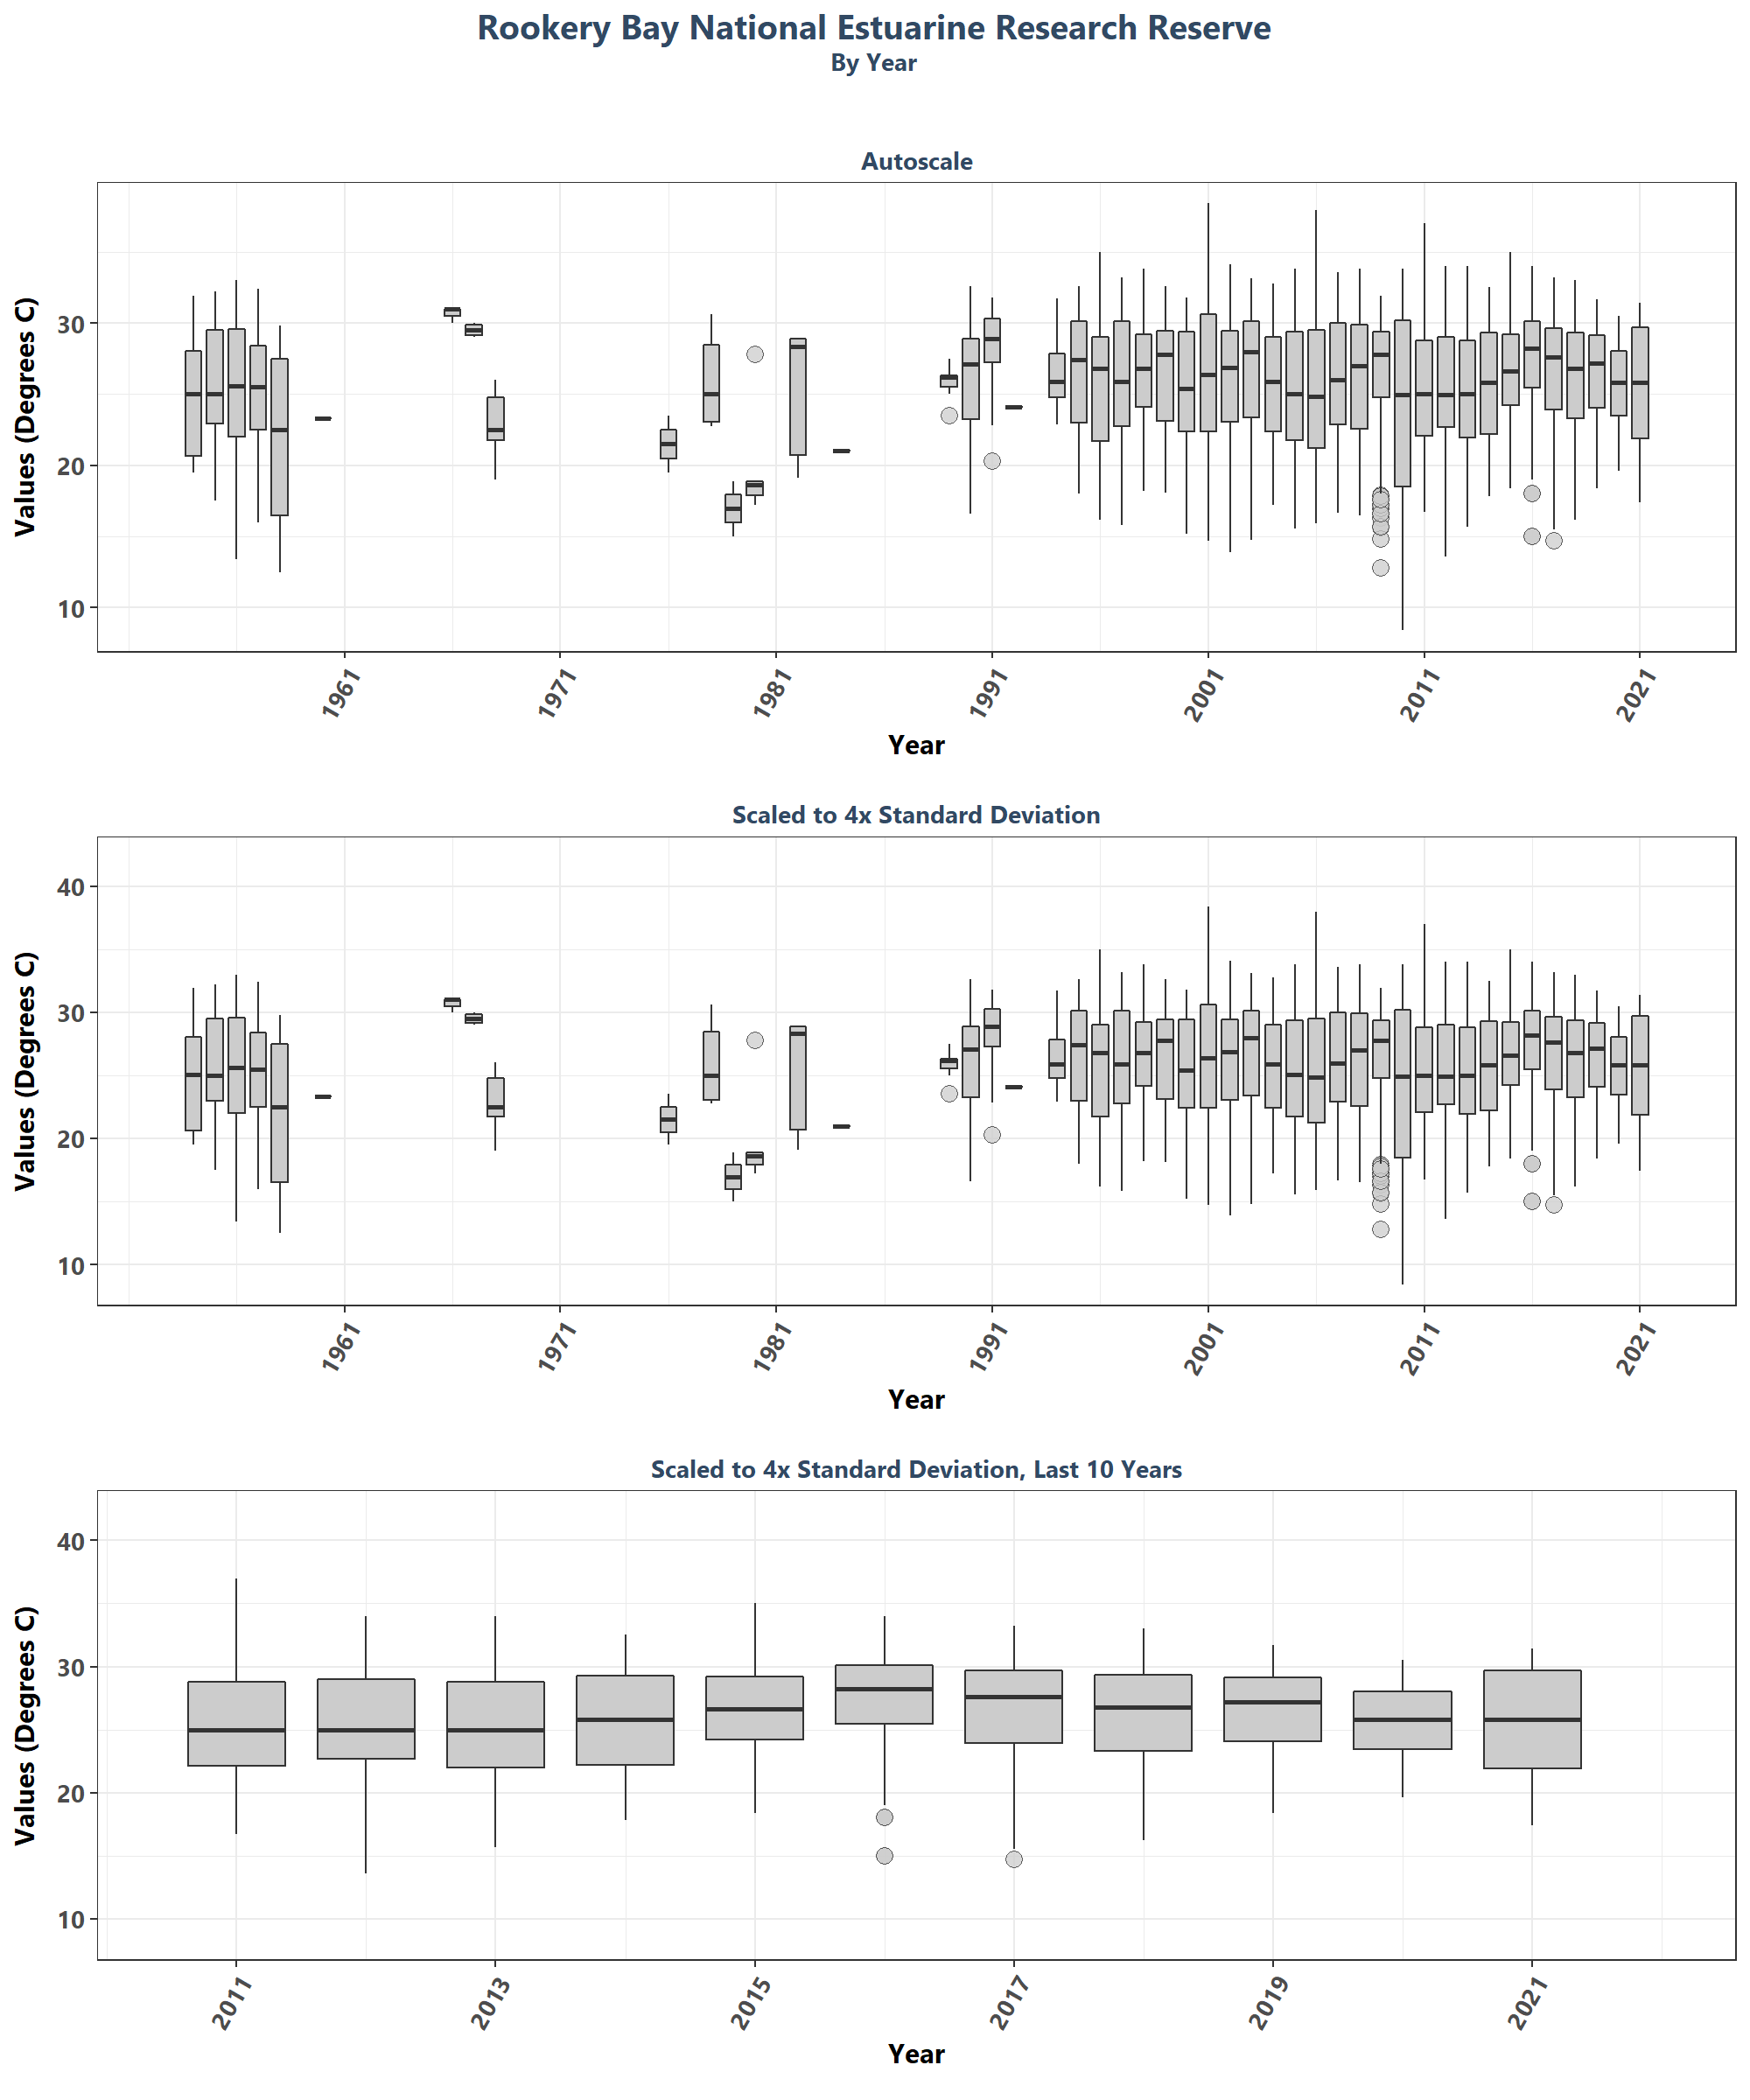 Rookery Bay National Estuarine Research Reserve
By Year
Autoscale
Values (Degrees C)
30
20
10
1961
1971
1981
1991
2001
2011
2021
Year
Scaled to 4x Standard Deviation
Values (Degrees C)
40
30
20
10
1961
1971
1981
1991
2001
2011
2021
Year
Scaled to 4x Standard Deviation, Last 10 Years
Values (Degrees C)
40
30
20
10
2011
2013
2015
2017
2019
2021
Year